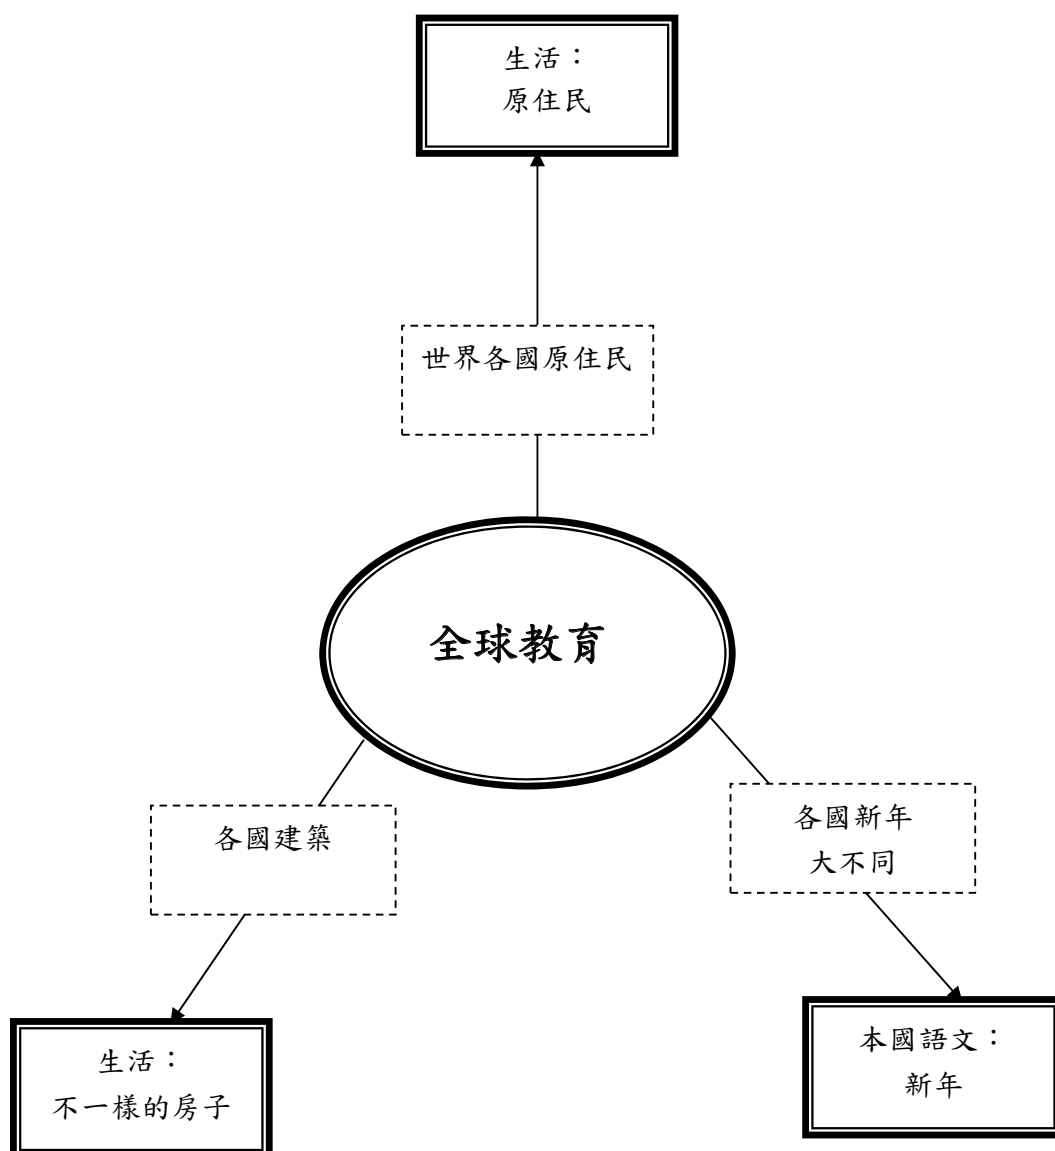 生活：
原住民
世界各國原住民
全球教育
各國建築
各國新年
大不同
生活：
不一樣的房子
本國語文：
新年